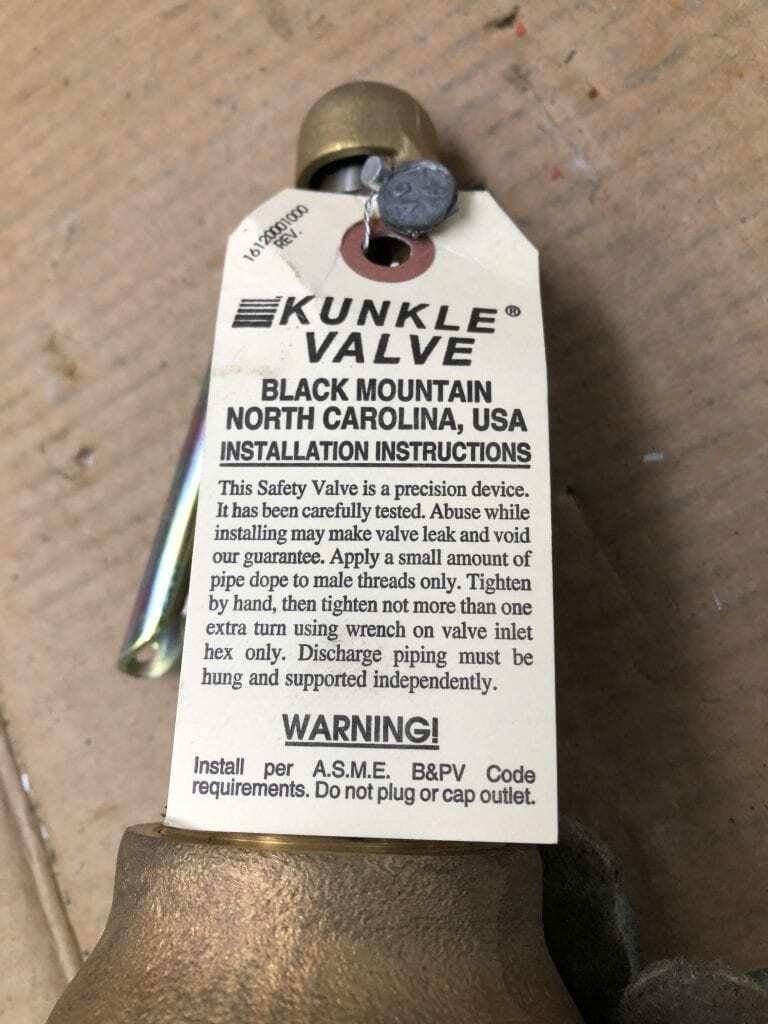 16120001000
REV.
KUNKLE®
VALVE
BLACK MOUNTAIN
NORTH CAROLINA, USA
INSTALLATION INSTRUCTIONS
This Safety Valve is a precision device.
It has been carefully tested. Abuse while
installing may make valve leak and void
our guarantee. Apply a small amount of
pipe dope to male threads only. Tighten
by hand, then tighten not more than one
extra turn using wrench on valve inlet
hex only. Discharge piping must be
hung and supported independently.
WARNING!
Install per A.S.M.E. B&PV Code
requirements. Do not plug or cap outlet.